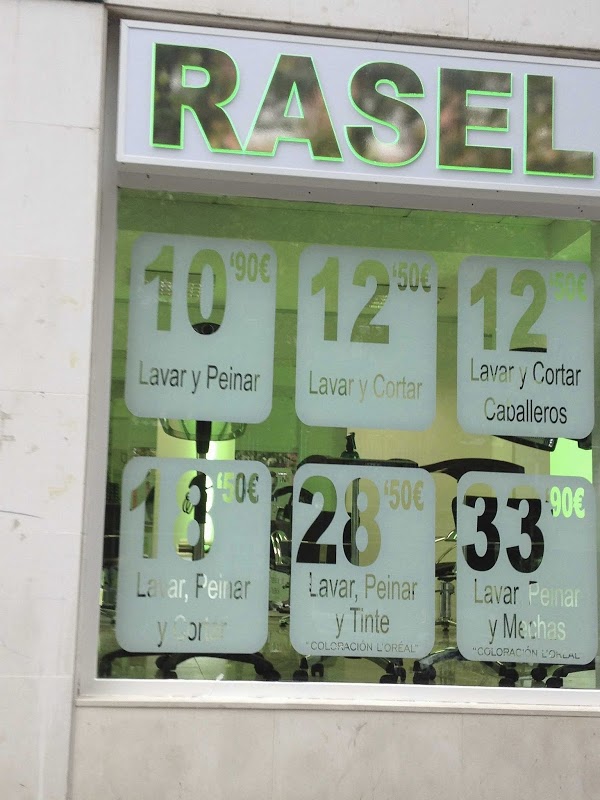 RASEL
10 '90€
Lavar y Peinar
12 '50€
Lavar y Cortar
12 '50€
Lavar y Cortar
Caballeros
18 '50€
Lavar, Peinar
y Cortar
28 '50€
Lavar, Peinar
y Tinte
"COLORACIÓN L'ORÉAL"
33 '90€
Lavar, Peinar
y Mechas
"COLORACIÓN L'ORÉAL"